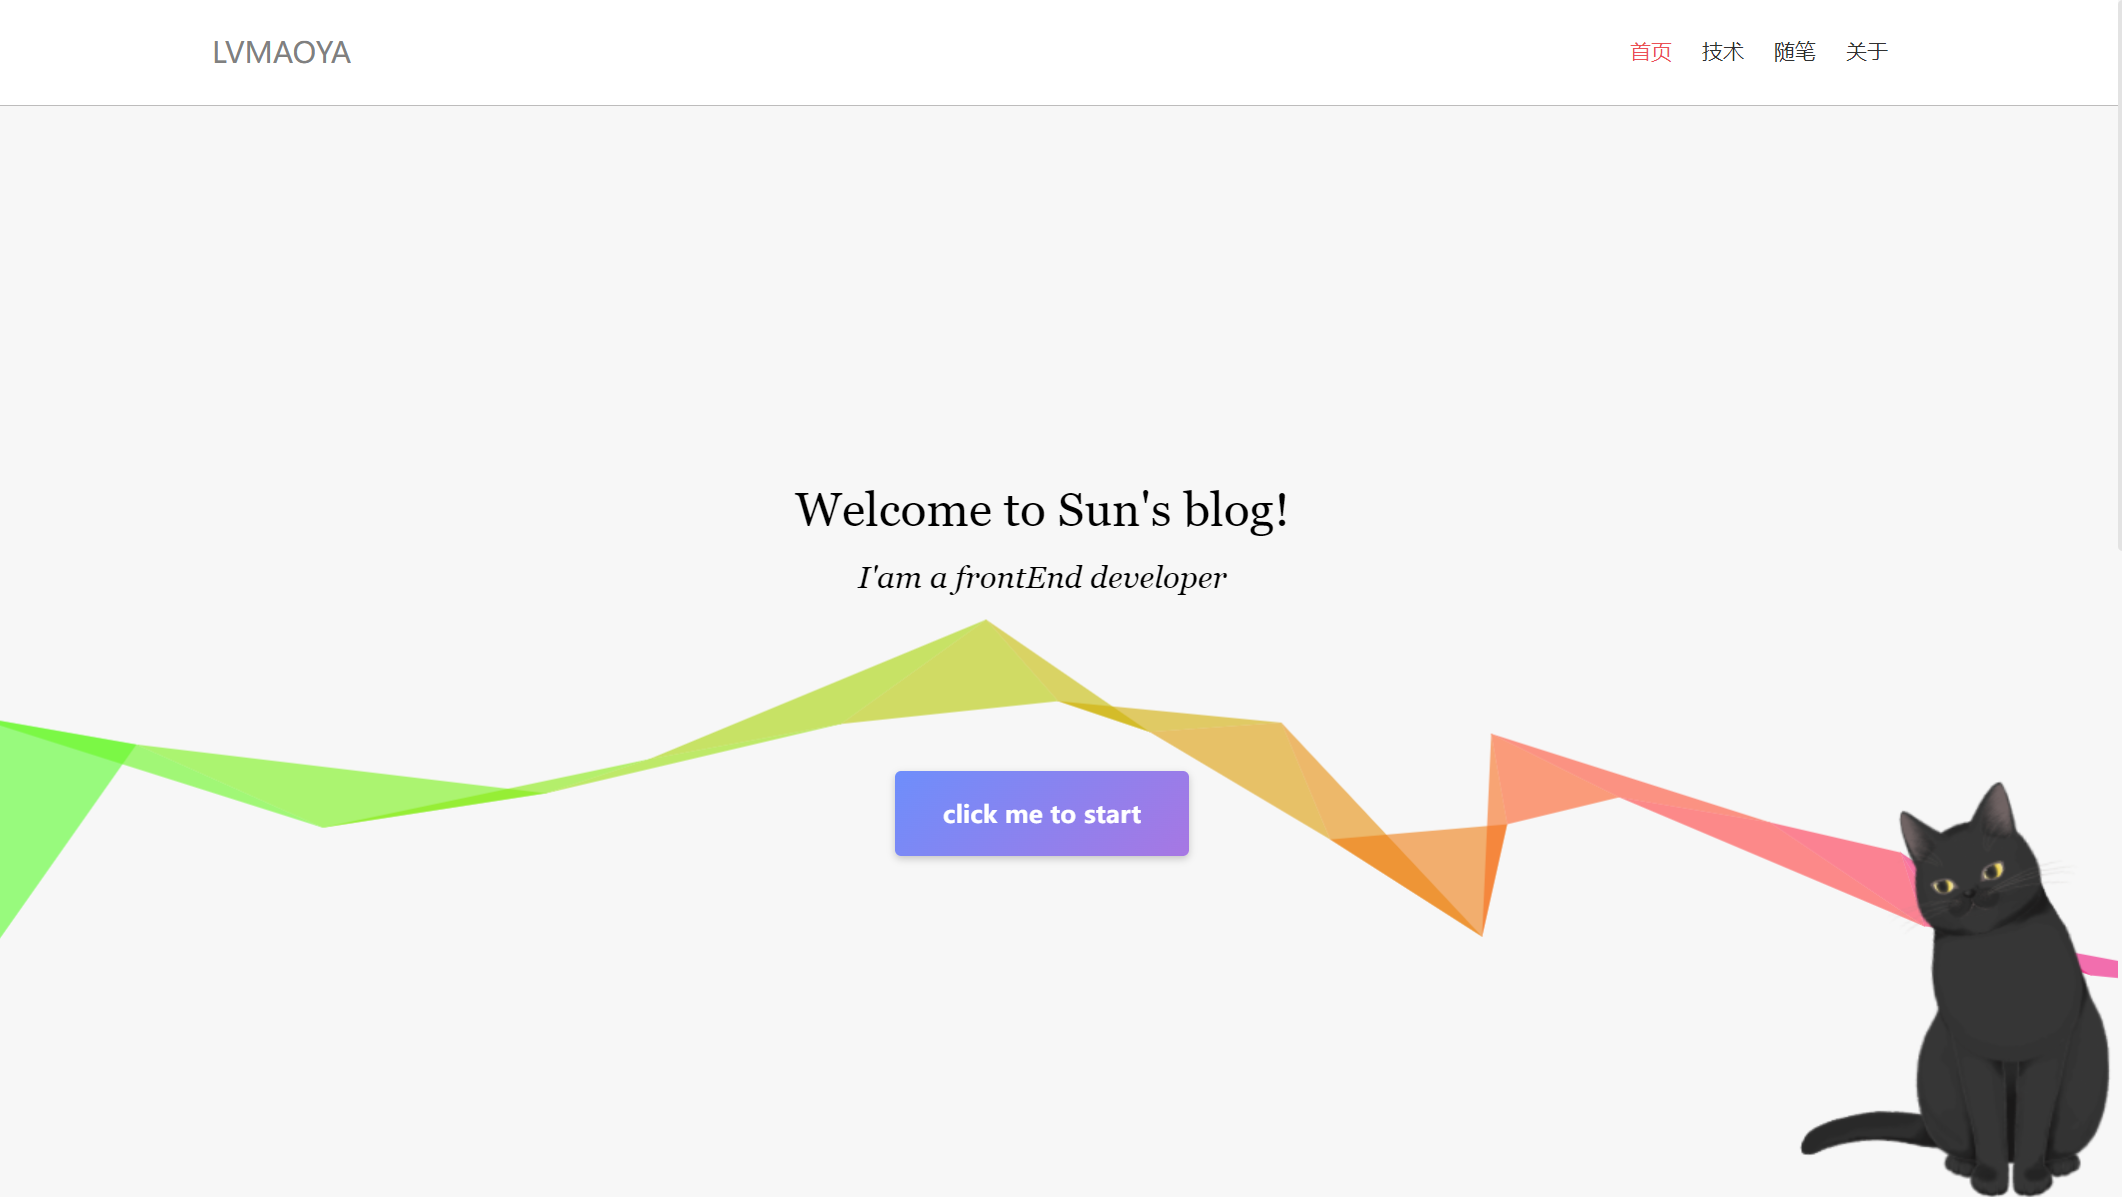 LVMAOYA
首页 技术 随笔 关于
Welcome to Sun's blog!
I'am a frontEnd developer
click me to start